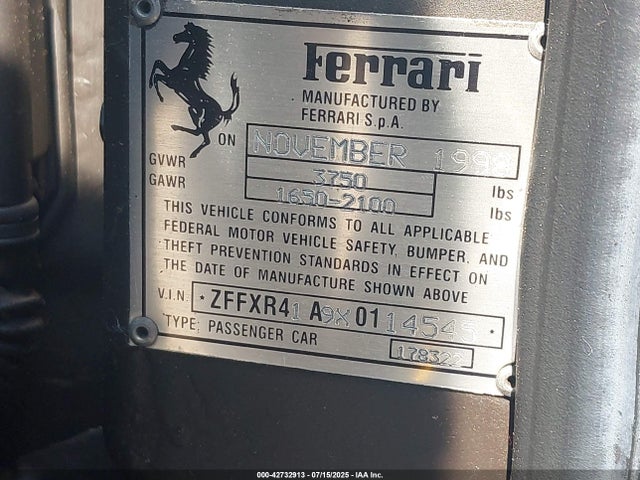 Ferrari
MANUFACTURED BY
FERRARI S.p.A.
ON NOVEMBER
GVWR 3750 lbs
GAWR 1650-2100 lbs
THIS VEHICLE CONFORMS TO ALL APPLICABLE
FEDERAL MOTOR VEHICLE SAFETY, BUMPER, AND
THEFT PREVENTION STANDARDS IN EFFECT ON
THE DATE OF MANUFACTURE SHOWN ABOVE
V.I.N.
TYPE; PASSENGER CAR
000-42732913 - 07/15/2025 - IAA Inc.